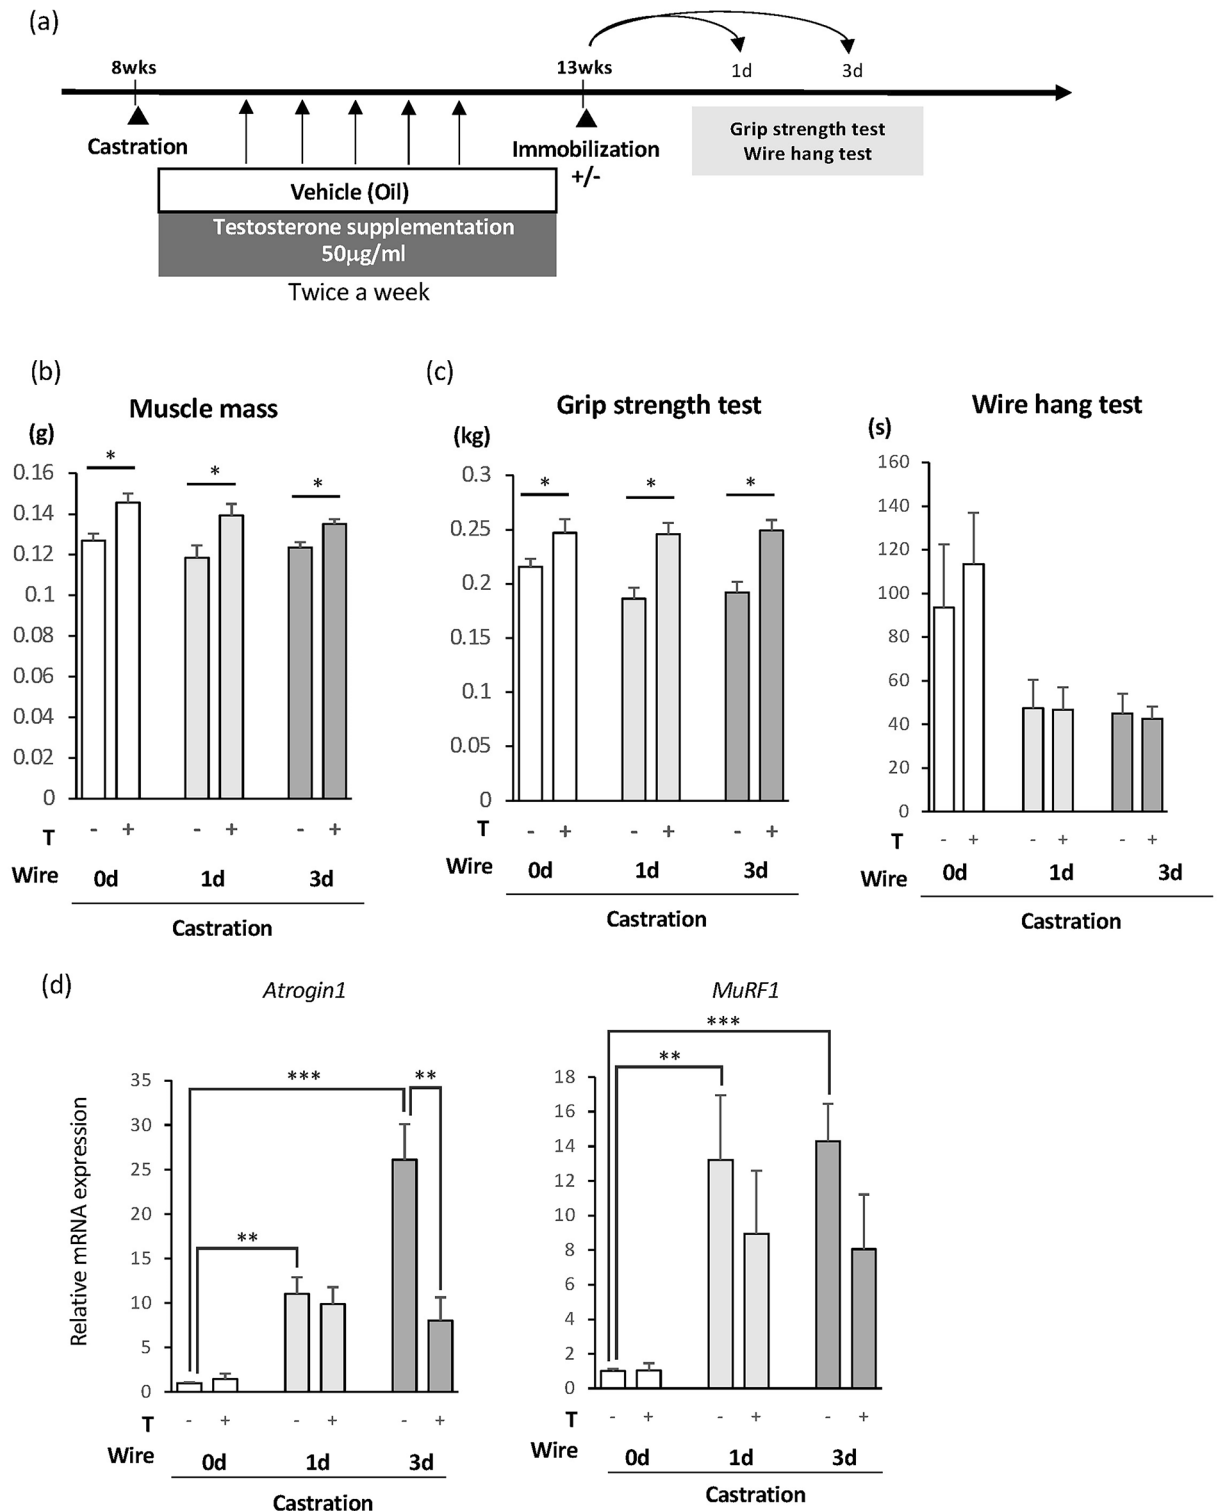 (a)
8wks
13wks
1d
3d
Castration
Immobilization
+/-
Grip strength test
Wire hang test
Vehicle (Oil)
Testosterone supplementation
50μg/ml
Twice a week
(b)
Muscle mass
(g)
0.16
0.14
0.12
0.1
0.08
0.06
0.04
0.02
0
*
*
*
T - + - + - +
Wire 0d 1d 3d
Castration
(c)
Grip strength test
(kg)
0.3
0.25
0.2
0.15
0.1
0.05
0
*
*
*
T - + - + - +
Wire 0d 1d 3d
Castration
Wire hang test
(s)
160
140
120
100
80
60
40
20
0
T - + - + - +
Wire 0d 1d 3d
Castration
(d)
Atrogin1
Relative mRNA expression
35
30
25
20
15
10
5
0
***
**
**
T - + - + - +
Wire 0d 1d 3d
Castration
MuRF1
18
16
14
12
10
8
6
4
2
0
***
**
T - + - + - +
Wire 0d 1d 3d
Castration